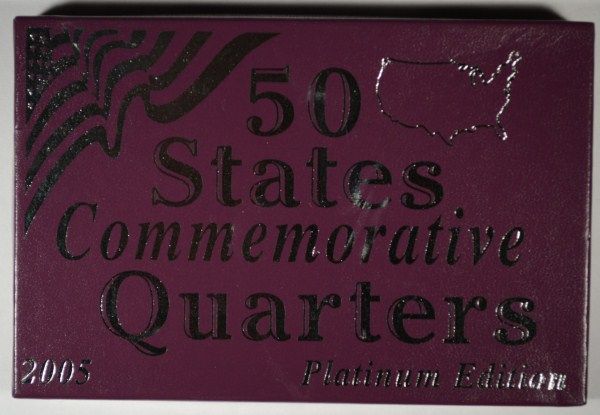 50
States
Commemorative
Quarters
2005 Platinum Edition